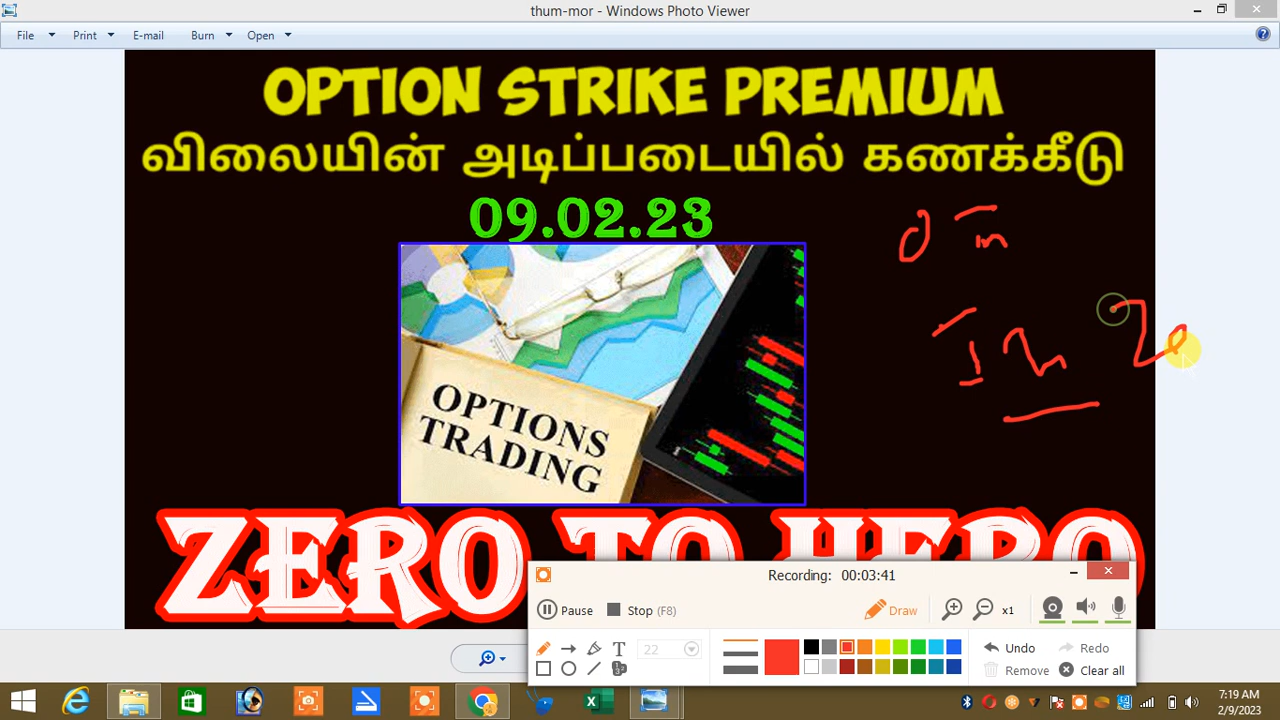 thum-mor - Windows Photo Viewer
File Print E-mail Burn Open
OPTION STRIKE PREMIUM
விலையின் அடிப்படையில் கணக்கீடு
09.02.23
OPTIONS
TRADING
ZERO TO HERO
Recording: 00:03:41
Pause Stop (F8) Draw x1
T 22 Undo Redo
Remove Clear all
7:19 AM
2/9/2023